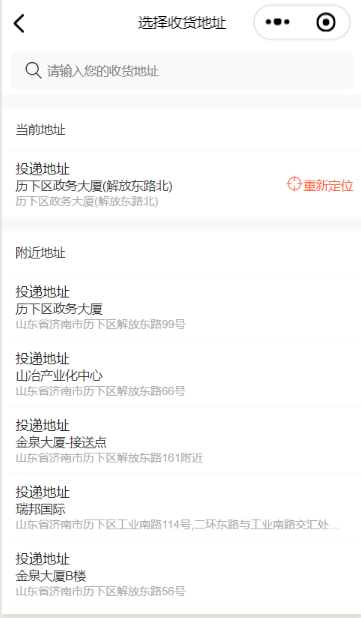 选择收货地址
请输入您的收货地址
当前地址
投递地址
历下区政务大厦(解放东路北)
重新定位
历下区政务大厦(解放东路北)
附近地址
投递地址
历下区政务大厦
山东省济南市历下区解放东路99号
投递地址
山冶产业化中心
山东省济南市历下区解放东路66号
投递地址
金泉大厦-接送点
山东省济南市历下区解放东路161附近
投递地址
瑞邦国际
山东省济南市历下区工业南路114号,二环东路与工业南路交汇处...
投递地址
金泉大厦B楼
山东省济南市历下区解放东路56号